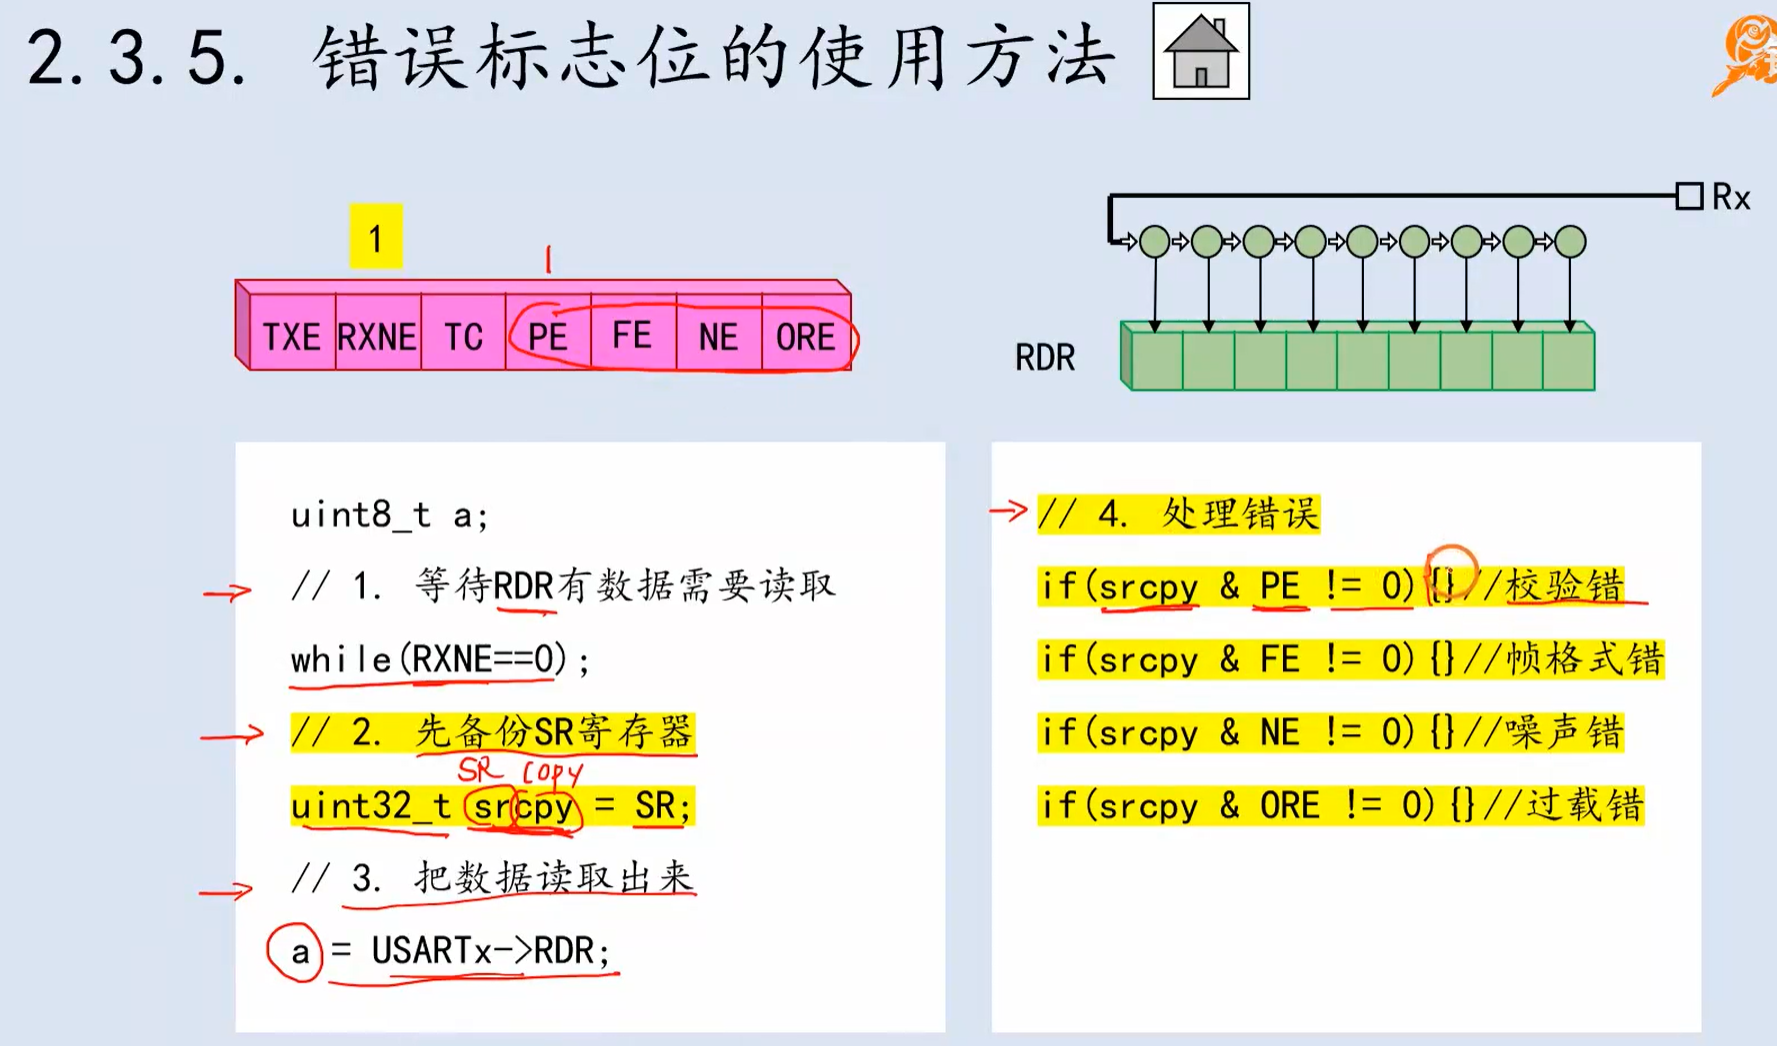 2.3.5. 错误标志位的使用方法
1
1
Rx
TXE RXNE TC PE FE NE ORE
RDR
uint8_t a;
// 1. 等待RDR有数据需要读取
while(RXNE==0);
// 2. 先备份SR寄存器
SR copy
uint32_t srcpy = SR;
// 3. 把数据读取出来
a = USARTx->RDR;
// 4. 处理错误
if(srcpy & PE != 0){}//校验错
if(srcpy & FE != 0){}//帧格式错
if(srcpy & NE != 0){}//噪声错
if(srcpy & ORE != 0){}//过载错